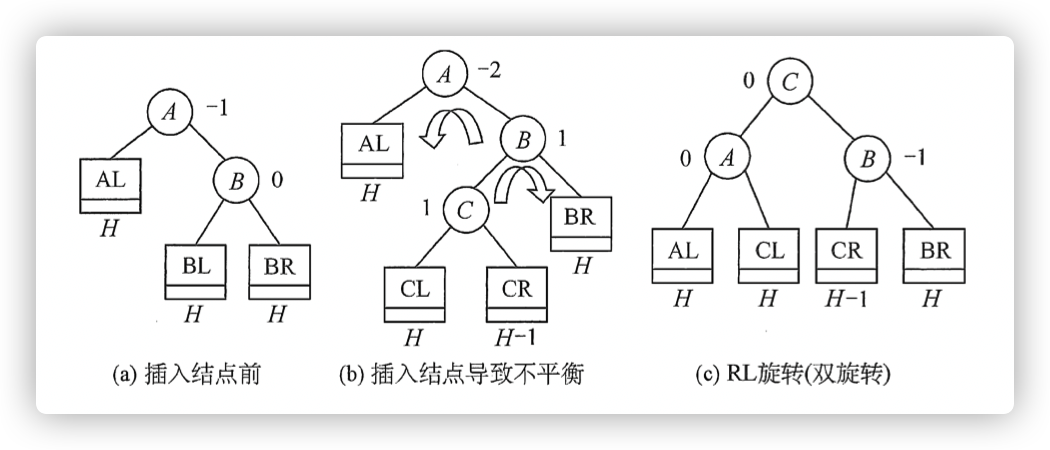 A -1
AL
H
B 0
BL
H
BR
H
(a) 插入结点前
A -2
AL
H
B 1
1 C
BR
H
CL
H
CR
H-1
(b) 插入结点导致不平衡
0 C
0 A
B -1
AL
H
CL
H
CR
H-1
BR
H
(c) RL旋转(双旋转)